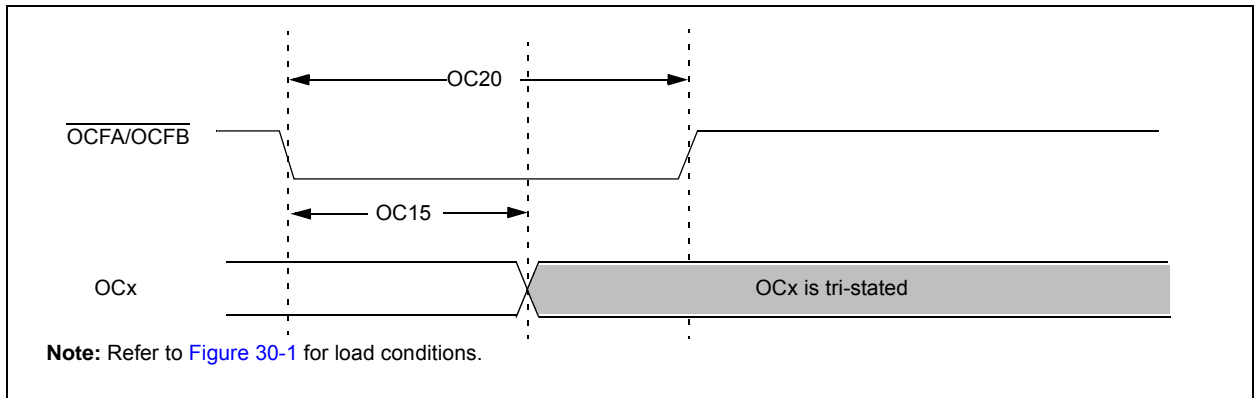 OC20
OCFA/OCFB
OC15
OCx
OCx is tri-stated
Note: Refer to Figure 30-1 for load conditions.